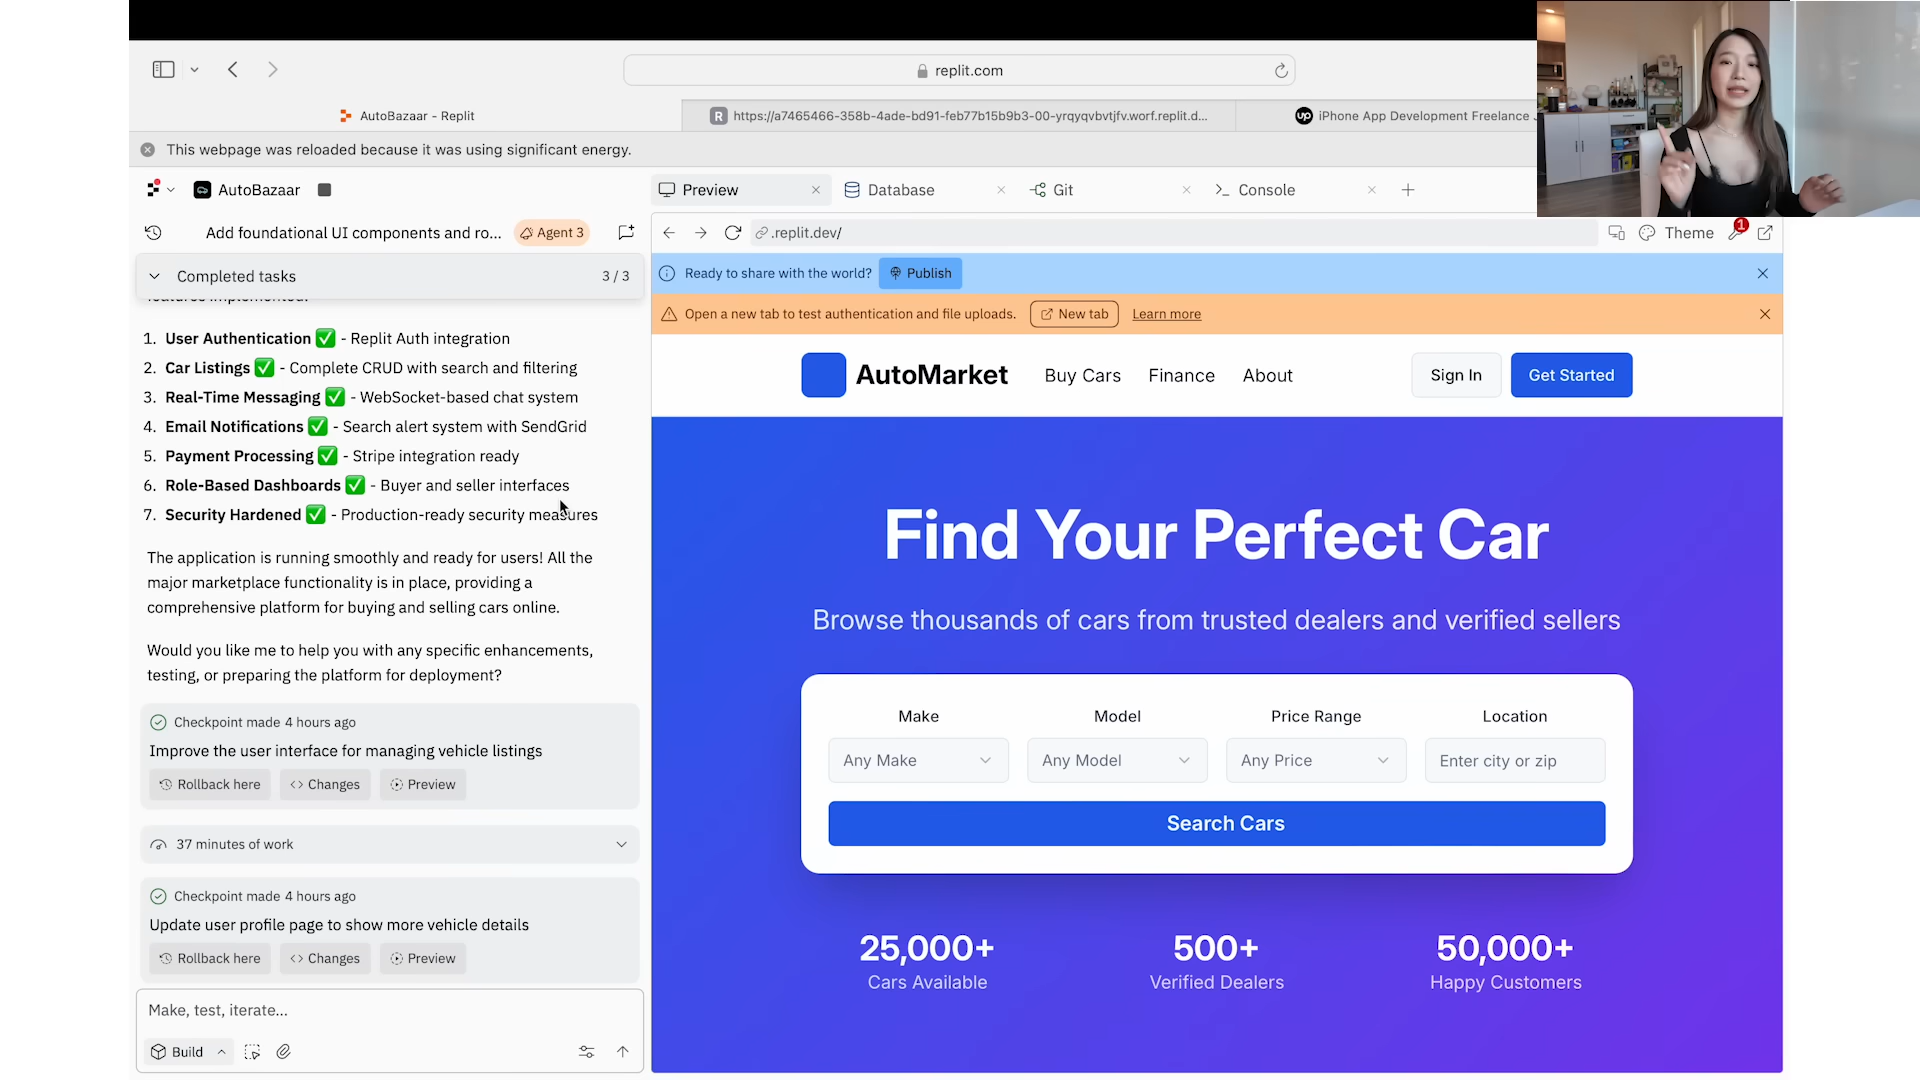 replit.com
AutoBazaar - Replit
R https://a7465466-358b-4ade-bd91-feb77b15b9b3-00-yrqyqvbvtjfv.worf.replit.d...
up iPhone App Development Freelance
This webpage was reloaded because it was using significant energy.
AutoBazaar
Preview
Database
Git
Console
Add foundational UI components and ro...
Agent 3
.replit.dev/
Theme
1
Completed tasks
3 / 3
Ready to share with the world?
Publish
Open a new tab to test authentication and file uploads.
New tab
Learn more
features implemented:
1. User Authentication ✅ - Replit Auth integration
2. Car Listings ✅ - Complete CRUD with search and filtering
3. Real-Time Messaging ✅ - WebSocket-based chat system
4. Email Notifications ✅ - Search alert system with SendGrid
5. Payment Processing ✅ - Stripe integration ready
6. Role-Based Dashboards ✅ - Buyer and seller interfaces
7. Security Hardened ✅ - Production-ready security measures
The application is running smoothly and ready for users! All the
major marketplace functionality is in place, providing a
comprehensive platform for buying and selling cars online.
Would you like me to help you with any specific enhancements,
testing, or preparing the platform for deployment?
Checkpoint made 4 hours ago
Improve the user interface for managing vehicle listings
Rollback here
Changes
Preview
37 minutes of work
Checkpoint made 4 hours ago
Update user profile page to show more vehicle details
Rollback here
Changes
Preview
Make, test, iterate...
Build
AutoMarket
Buy Cars
Finance
About
Sign In
Get Started
Find Your Perfect Car
Browse thousands of cars from trusted dealers and verified sellers
Make
Model
Price Range
Location
Any Make
Any Model
Any Price
Enter city or zip
Search Cars
25,000+
500+
50,000+
Cars Available
Verified Dealers
Happy Customers